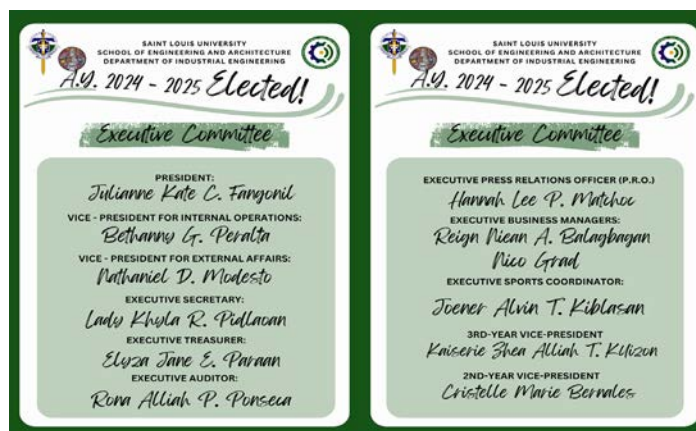 SAINT LOUIS UNIVERSITY
SCHOOL OF ENGINEERING AND ARCHITECTURE
DEPARTMENT OF INDUSTRIAL ENGINEERING
A.Y. 2024 - 2025 Elected!
Executive Committee
PRESIDENT:
Julianne Kate C. Fangonil
VICE - PRESIDENT FOR INTERNAL OPERATIONS:
Bethanny G. Peralta
VICE - PRESIDENT FOR EXTERNAL AFFAIRS:
Nathaniel D. Modesto
EXECUTIVE SECRETARY:
Lady Khyla R. Pidlaoan
EXECUTIVE TREASURER:
Elyza Jane E. Paraan
EXECUTIVE AUDITOR:
Rona Alliah P. Ponseca
SAINT LOUIS UNIVERSITY
SCHOOL OF ENGINEERING AND ARCHITECTURE
DEPARTMENT OF INDUSTRIAL ENGINEERING
A.Y. 2024 - 2025 Elected!
Executive Committee
EXECUTIVE PRESS RELATIONS OFFICER (P.R.O.)
Hannah Lee P. Matchoc
EXECUTIVE BUSINESS MANAGERS:
Reign Niean A. Balagbagan
Nico Grad
EXECUTIVE SPORTS COORDINATOR:
Joener Alvin T. Kiblasan
3RD-YEAR VICE-PRESIDENT
Kaiserie Zhea Alliah T.
2ND-YEAR VICE-PRESIDENT
Cristelle Marie Bernales